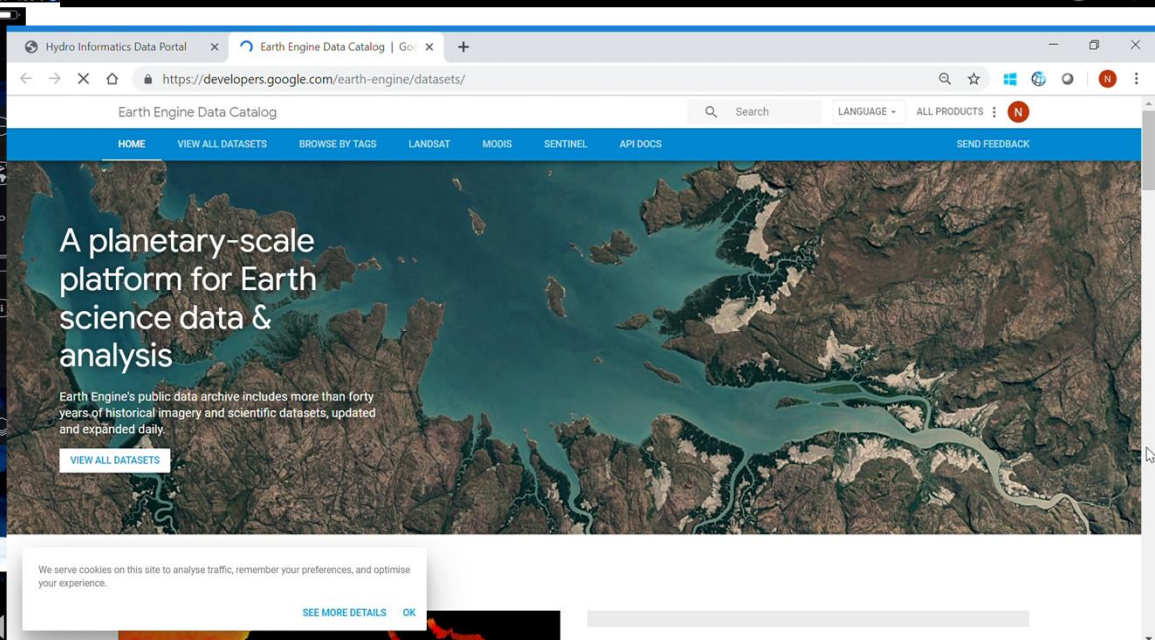 Hydro Informatics Data Portal
Earth Engine Data Catalog | Goo
https://developers.google.com/earth-engine/datasets/
N
Earth Engine Data Catalog
Search
LANGUAGE
ALL PRODUCTS
N
HOME
VIEW ALL DATASETS
BROWSE BY TAGS
LANDSAT
MODIS
SENTINEL
API DOCS
SEND FEEDBACK
A planetary-scale
platform for Earth
science data &
analysis
Earth Engine's public data archive includes more than forty
years of historical imagery and scientific datasets, updated
and expanded daily.
VIEW ALL DATASETS
We serve cookies on this site to analyse traffic, remember your preferences, and optimise
your experience.
SEE MORE DETAILS
OK